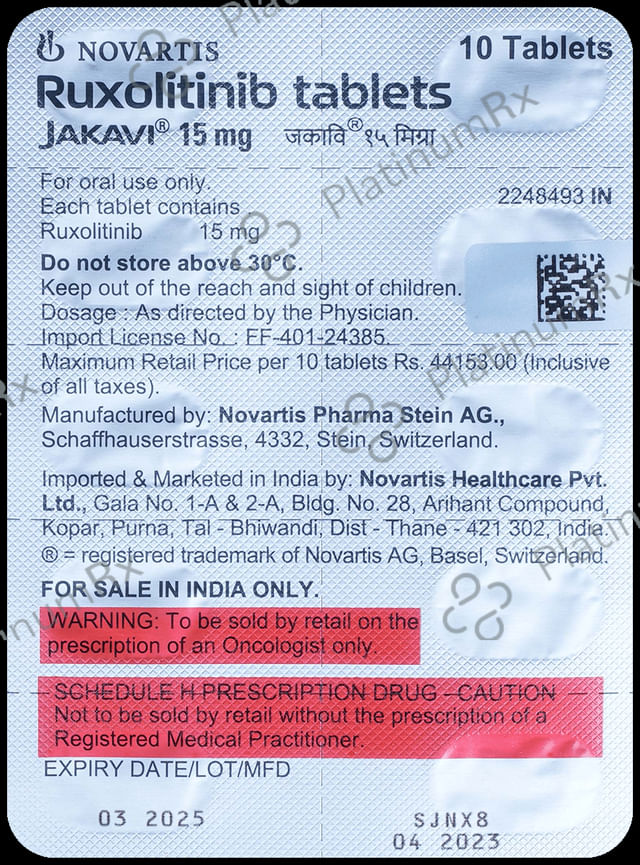 NOVARTIS
10 Tablets
Ruxolitinib tablets
JAKAVI® 15 mg जकावि® १५ मिग्रा
For oral use only.
2248493 IN
Each tablet contains
Ruxolitinib 15 mg
Do not store above 30°C.
Keep out of the reach and sight of children.
Dosage : As directed by the Physician.
Import License No. : FF-401-24385.
Maximum Retail Price per 10 tablets Rs. 44153.00 (Inclusive
of all taxes).
Manufactured by: Novartis Pharma Stein AG.,
Schaffhauserstrasse, 4332, Stein, Switzerland.
Imported & Marketed in India by: Novartis Healthcare Pvt.
Ltd., Gala No. 1-A & 2-A, Bldg. No. 28, Arihant Compound,
Kopar, Purna, Tal - Bhiwandi, Dist - Thane - 421 302, India.
® = registered trademark of Novartis AG, Basel, Switzerland.
FOR SALE IN INDIA ONLY.
WARNING: To be sold by retail on the
prescription of an Oncologist only.
SCHEDULE H PRESCRIPTION DRUG - CAUTION
Not to be sold by retail without the prescription of a
Registered Medical Practitioner.
EXPIRY DATE/LOT/MFD
03 2025
SJNX8
04 2023
PlatinumRx
PlatinumRx
PlatinumRx
PlatinumRx